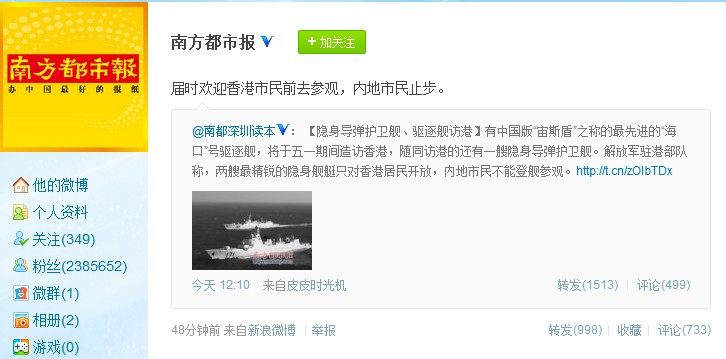 南方都市報
办中国最好的报纸
他的微博
个人资料
关注(349)
粉丝(2385652)
微群(1)
相册(2)
游戏(0)
南方都市报
+ 加关注
届时欢迎香港市民前去参观，内地市民止步。
@南都深圳读本：【隐身导弹护卫舰、驱逐舰访港】有中国版“宙斯盾”之称的最先进的“海
口”号驱逐舰，将于五一期间造访香港，随同访港的还有一艘隐身导弹护卫舰。解放军驻港部队
称，两艘最精锐的隐身舰艇只对香港居民开放，内地市民不能登舰参观。http://t.cn/zOlbTDx
今天 12:10 来自皮皮时光机
转发(1513) | 评论(499)
48分钟前 来自新浪微博 | 举报
转发(998) | 收藏 | 评论(733)